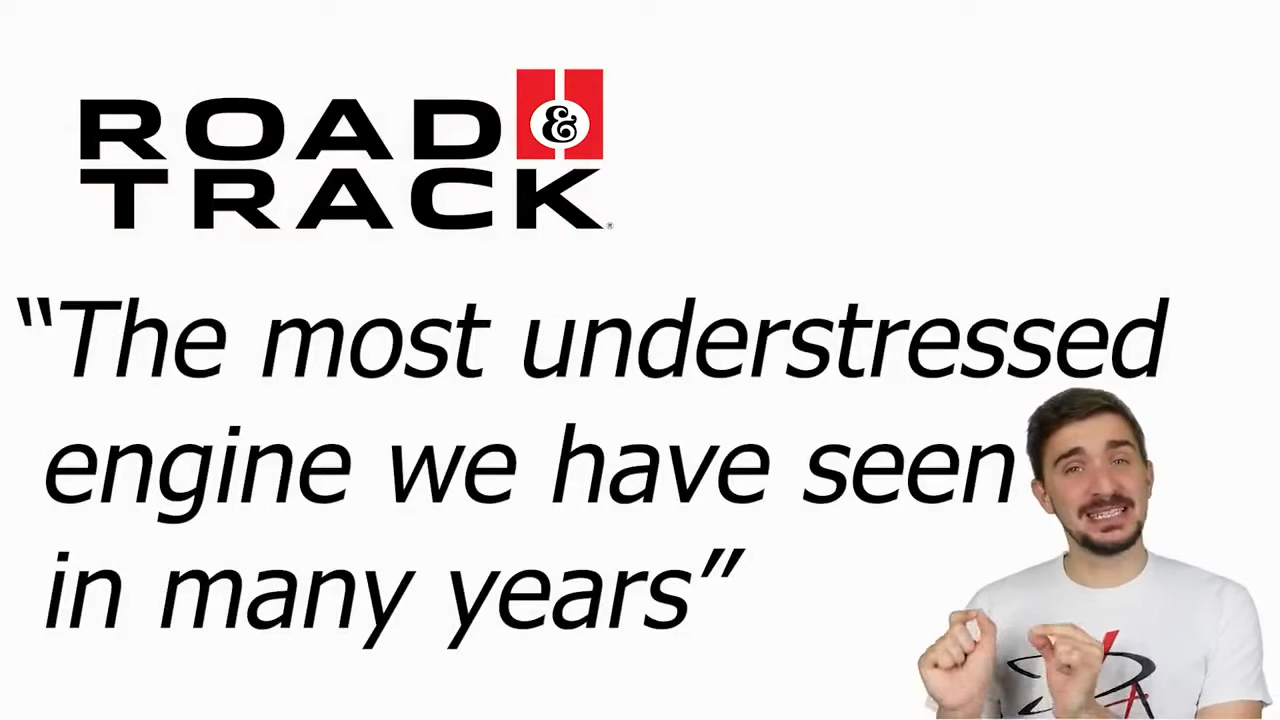 ROAD &
TRACK®
“The most understressed
engine we have seen
in many years”